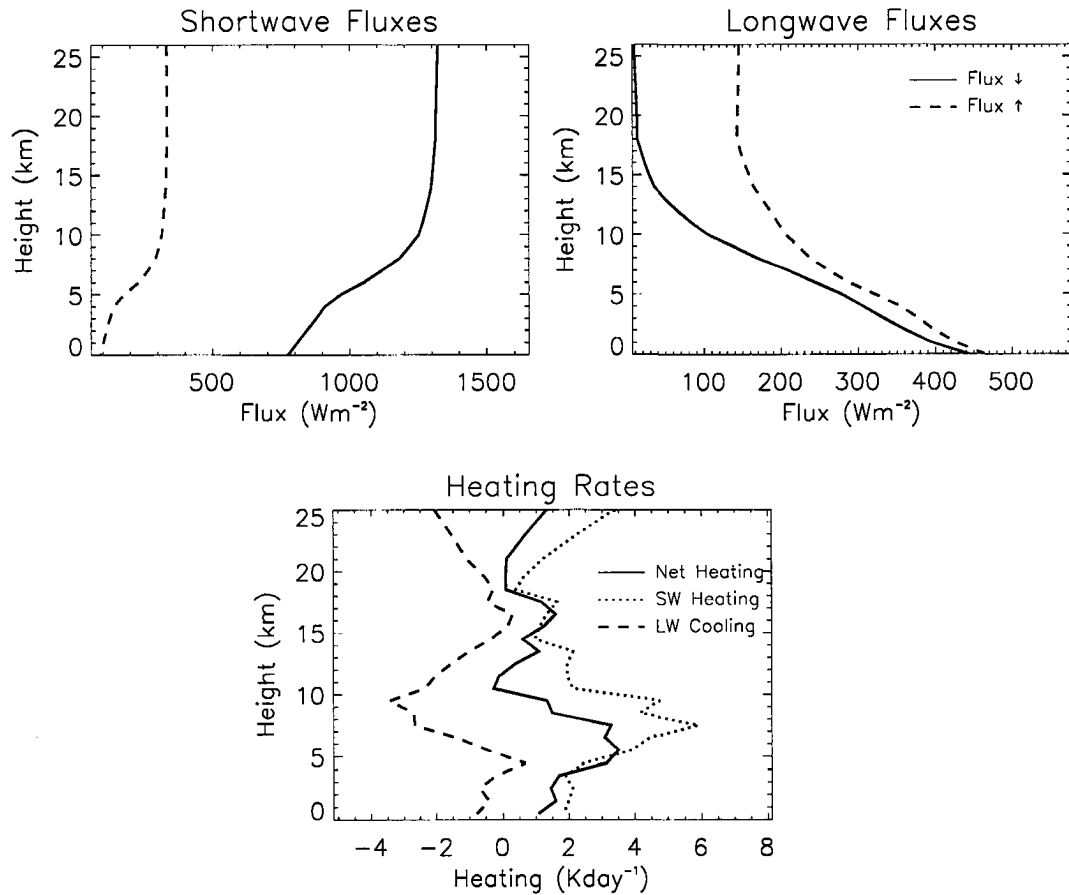 Shortwave Fluxes
25
20
15
10
5
0
Height (km)
500
1000
1500
Flux (Wm⁻²)
Longwave Fluxes
Flux ↓
Flux ↑
25
20
15
10
5
0
Height (km)
100
200
300
400
500
Flux (Wm⁻²)
Heating Rates
Net Heating
SW Heating
LW Cooling
25
20
15
10
5
0
Height (km)
-4
-2
0
2
4
6
8
Heating (Kday⁻¹)